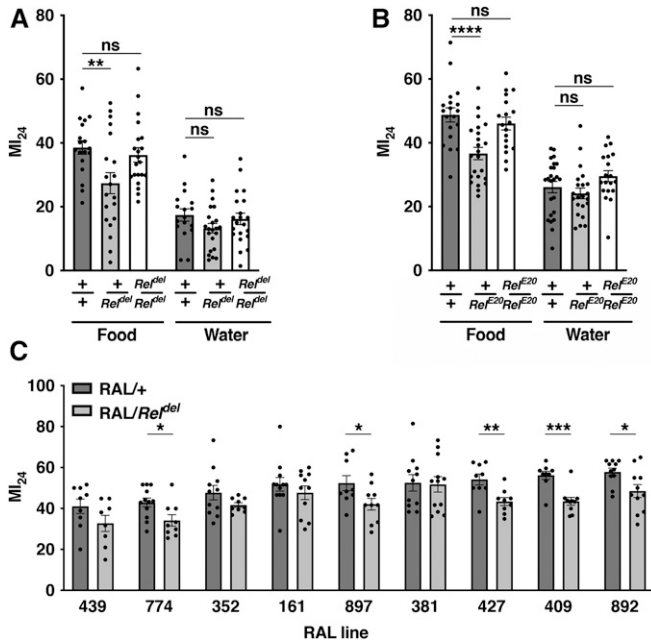 A
ns
**
ns
ns
MI24
80
60
40
20
0
+ + Rel^del
+ Rel^del Rel^del
+ + Rel^del
+ Rel^del Rel^del
Food Water
B
ns
****
ns
ns
MI24
80
60
40
20
0
+ + Rel^E20
+ Rel^E20 Rel^E20
+ + Rel^E20
+ Rel^E20 Rel^E20
Food Water
C
RAL/+
RAL/Rel^del
* * ** *** *
MI24
100
80
60
40
20
0
439 774 352 161 897 381 427 409 892
RAL line